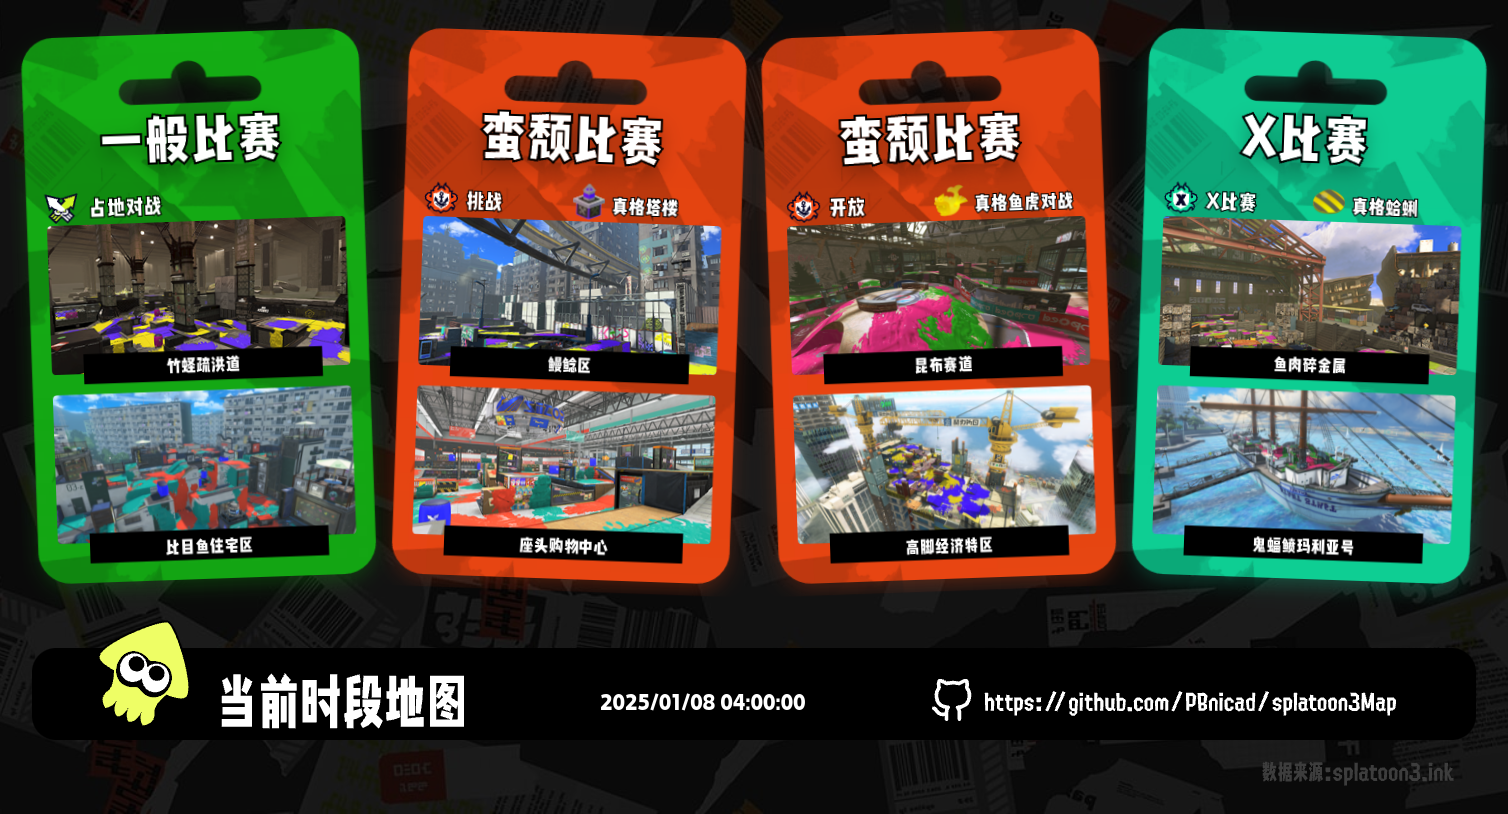 一般比赛
占地对战
竹蛏疏洪道
比目鱼住宅区
蛮颓比赛
挑战
真格塔楼
鳗鲶区
座头购物中心
蛮颓比赛
开放
真格鱼虎对战
昆布赛道
高脚经济特区
X比赛
X比赛
真格蛤蜊
鱼肉碎金属
鬼蝠鲼玛利亚号
当前时段地图
2025/01/08 04:00:00
https://github.com/PBnicad/splatoon3Map
数据来源:splatoon3.ink